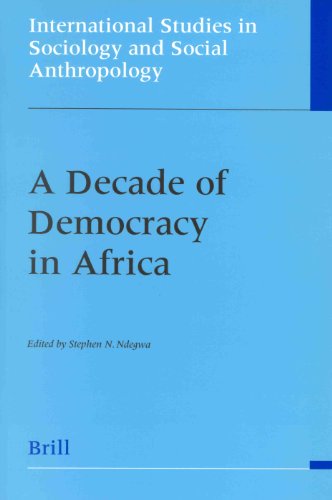 International Studies in
Sociology and Social
Anthropology
A Decade of
Democracy
in Africa
Edited by Stephen N. Ndegwa
Brill